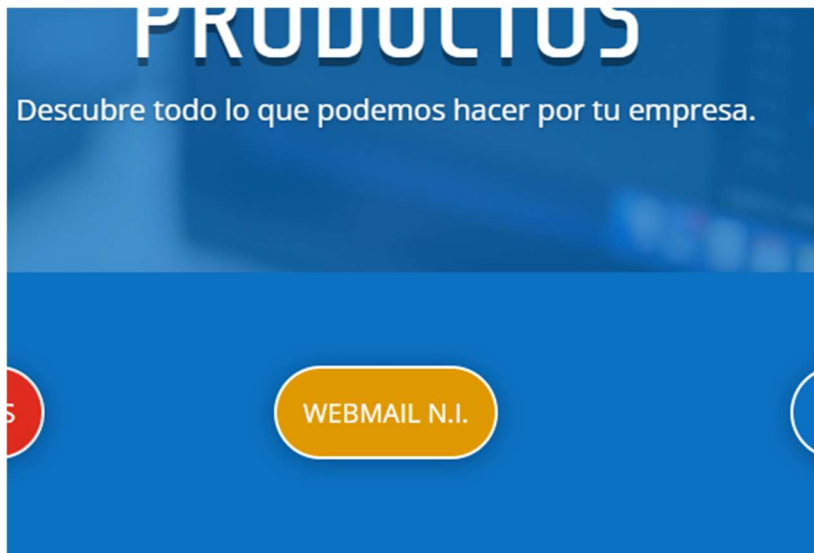 PRODUCTOS
Descubre todo lo que podemos hacer por tu empresa.
S
WEBMAIL N.I.